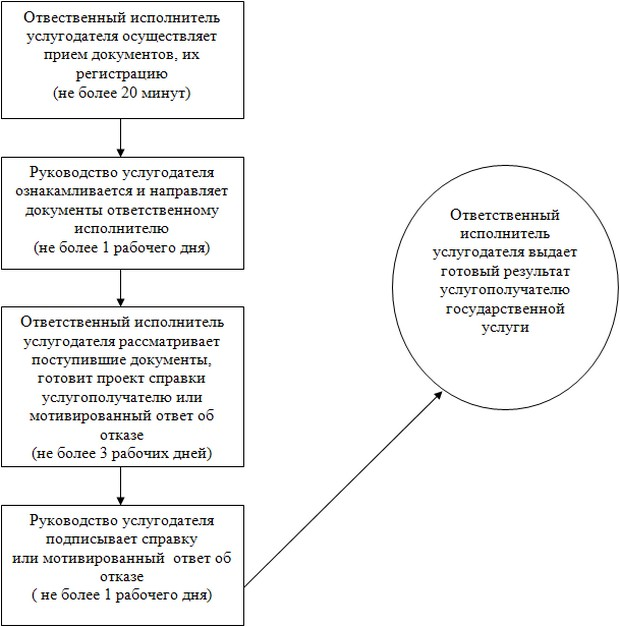 Отвественный исполнитель
услугодателя осуществляет
прием документов, их
регистрацию
(не более 20 минут)
Руководство услугодателя
ознакамливается и направляет
документы ответственному
исполнителю
(не более 1 рабочего дня)
Ответственный исполнитель
услугодателя рассматривает
поступившие документы,
готовит проект справки
услугополучателю или
мотивированный ответ об
отказе
(не более 3 рабочих дней)
Руководство услугодателя
подписывает справку
или мотивированный ответ об
отказе
( не более 1 рабочего дня)
Ответственный
исполнитель
услугодателя выдает
готовый результат
услугополучателю
государственной
услуги